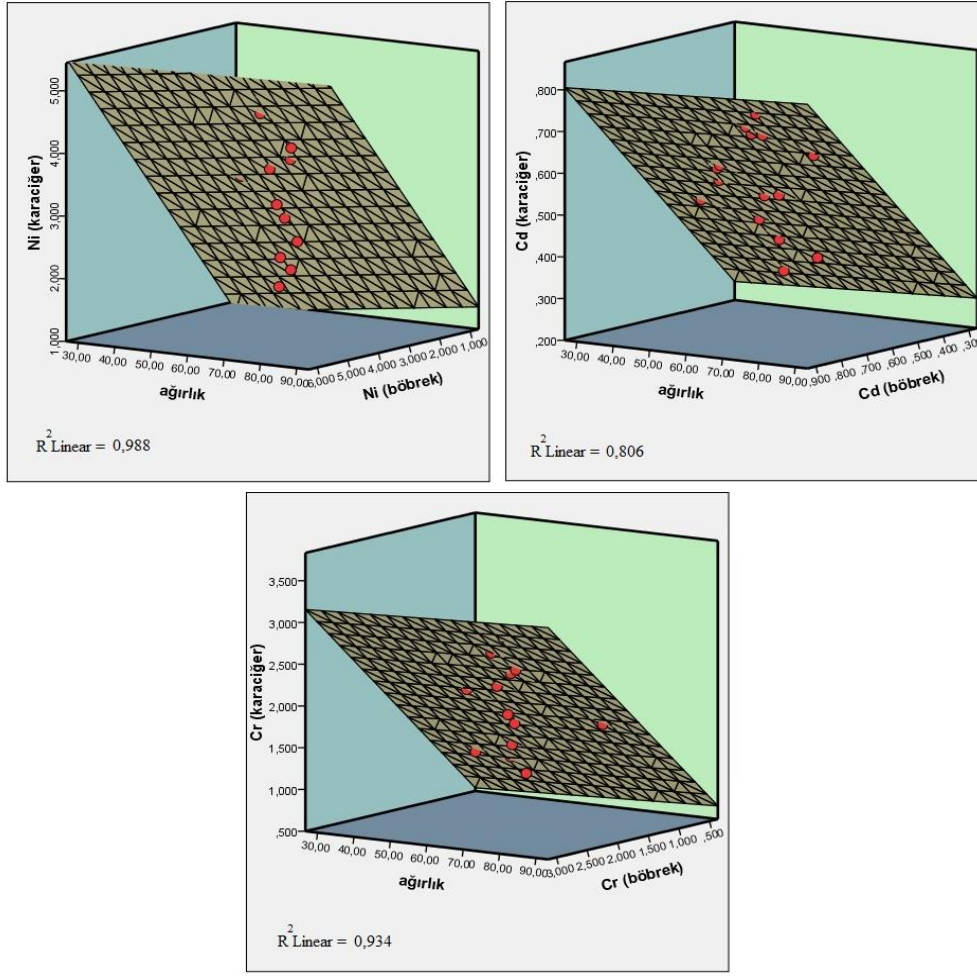 Ni (karaciğer)
5,000
4,000
3,000
2,000
1,000
30,00 40,00 50,00 60,00 70,00 80,00 90,00
ağırlık
6,000 5,000 4,000 3,000 2,000 1,000
Ni (böbrek)
R2 Linear = 0,988
Cd (karaciğer)
,800
,700
,600
,500
,400
,300
,200
30,00 40,00 50,00 60,00 70,00 80,00 90,00
ağırlık
,900 ,800 ,700 ,600 ,500 ,400 ,300
Cd (böbrek)
R2 Linear = 0,806
Cr (karaciğer)
3,500
3,000
2,500
2,000
1,500
1,000
,500
30,00 40,00 50,00 60,00 70,00 80,00 90,00
ağırlık
3,000 2,500 2,000 1,500 1,000 ,500
Cr (böbrek)
R2 Linear = 0,934